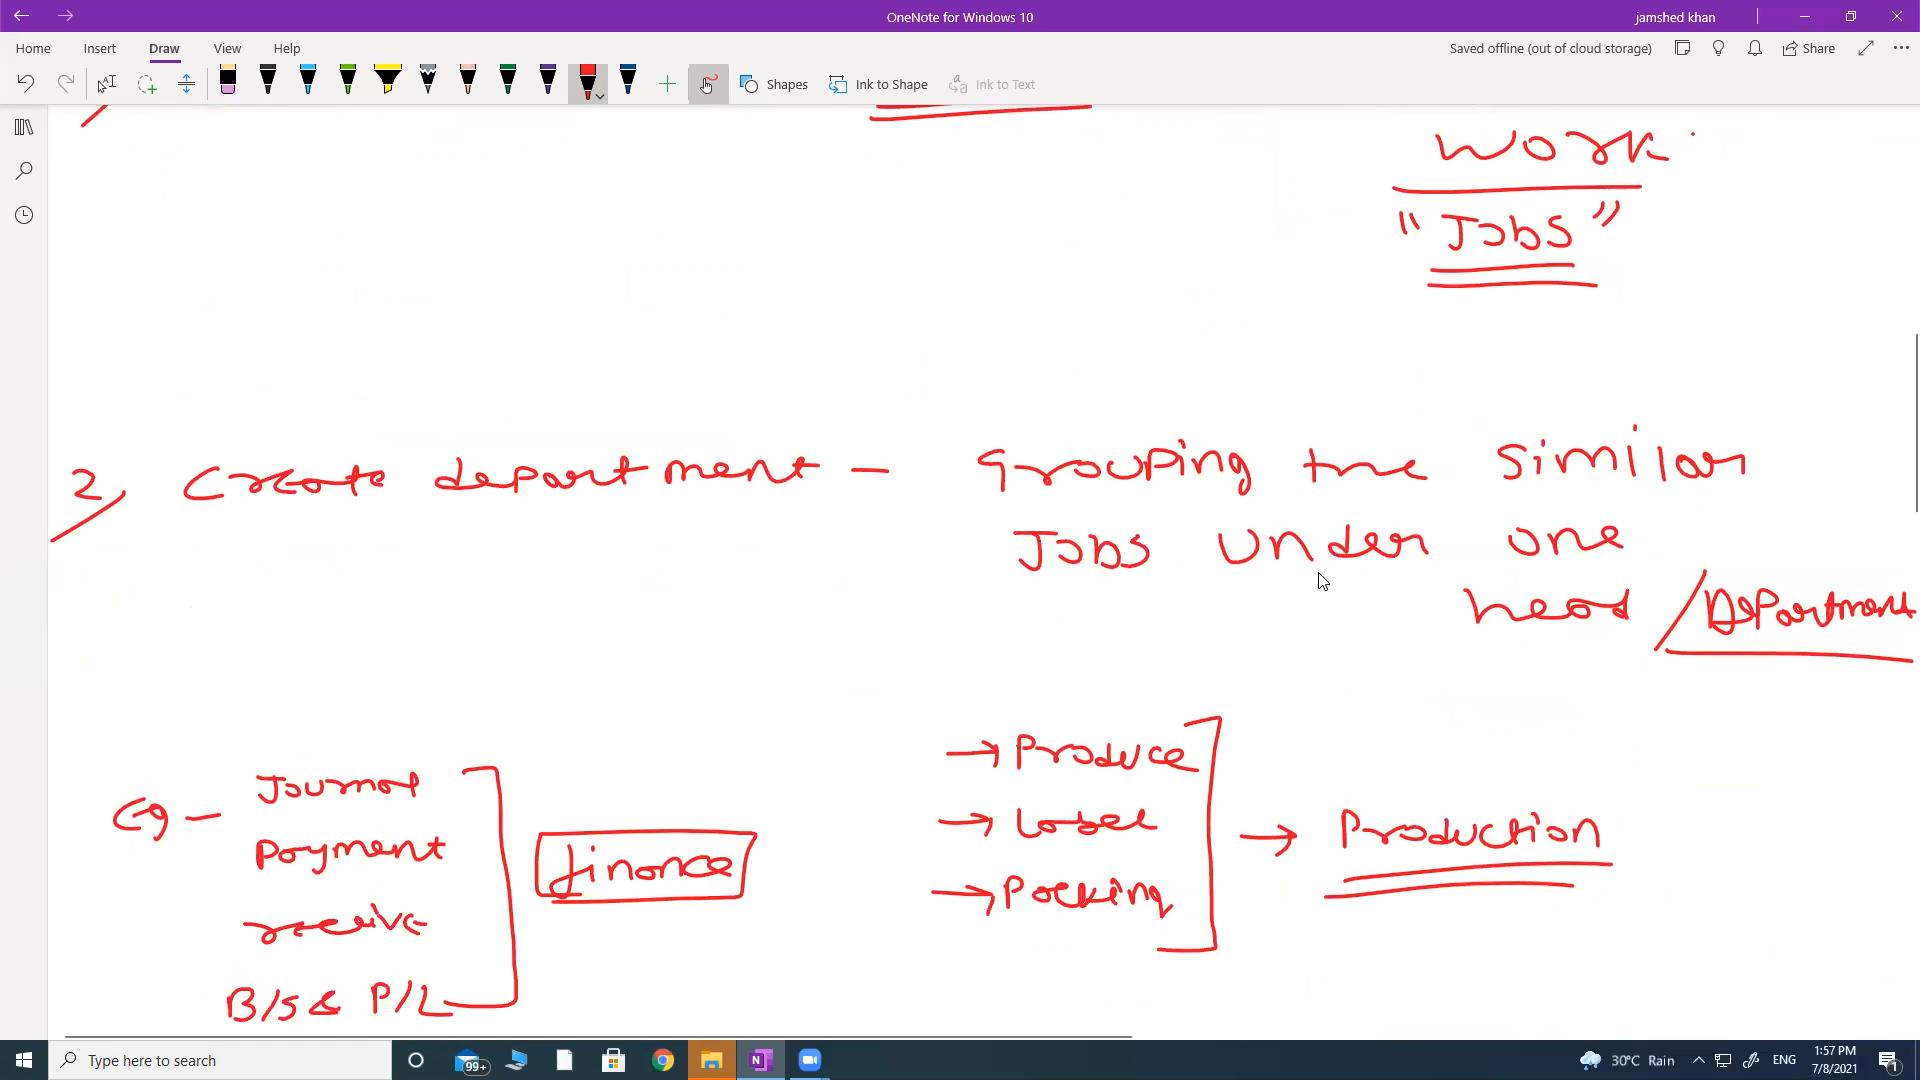 OneNote for Windows 10
jamshed khan
Home Insert Draw View Help
Saved offline (out of cloud storage)
Share
Shapes
Ink to Shape
Ink to Text
Work
"Jobs"
2 Create department - Grouping the similar
Jobs under one
head / Department
Eg - Journal
Payment
receive
B/S & P/L
finance
→ Produce
→ Label
→ Packing
→ Production
Type here to search
99+
N
30°C Rain
ENG
1:57 PM
7/8/2021
1